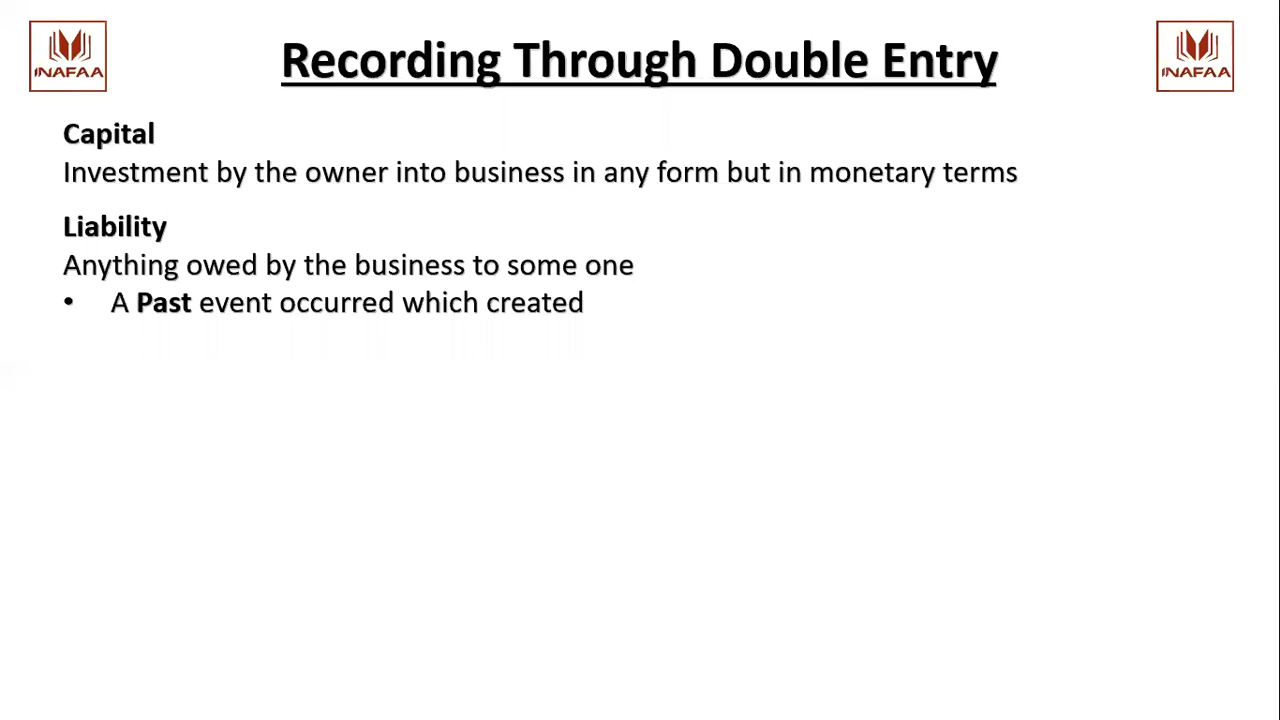 INAFAA
Recording Through Double Entry
INAFAA
Capital
Investment by the owner into business in any form but in monetary terms
Liability
Anything owed by the business to some one
• A Past event occurred which created